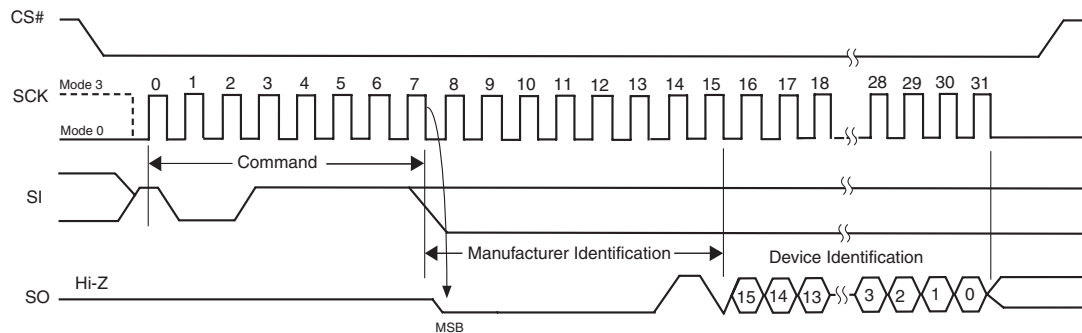 CS#
Mode 3
0 1 2 3 4 5 6 7 8 9 10 11 12 13 14 15 16 17 18 28 29 30 31
SCK
Mode 0
Command
SI
Manufacturer Identification
Device Identification
Hi-Z
SO
15 14 13 3 2 1 0
MSB